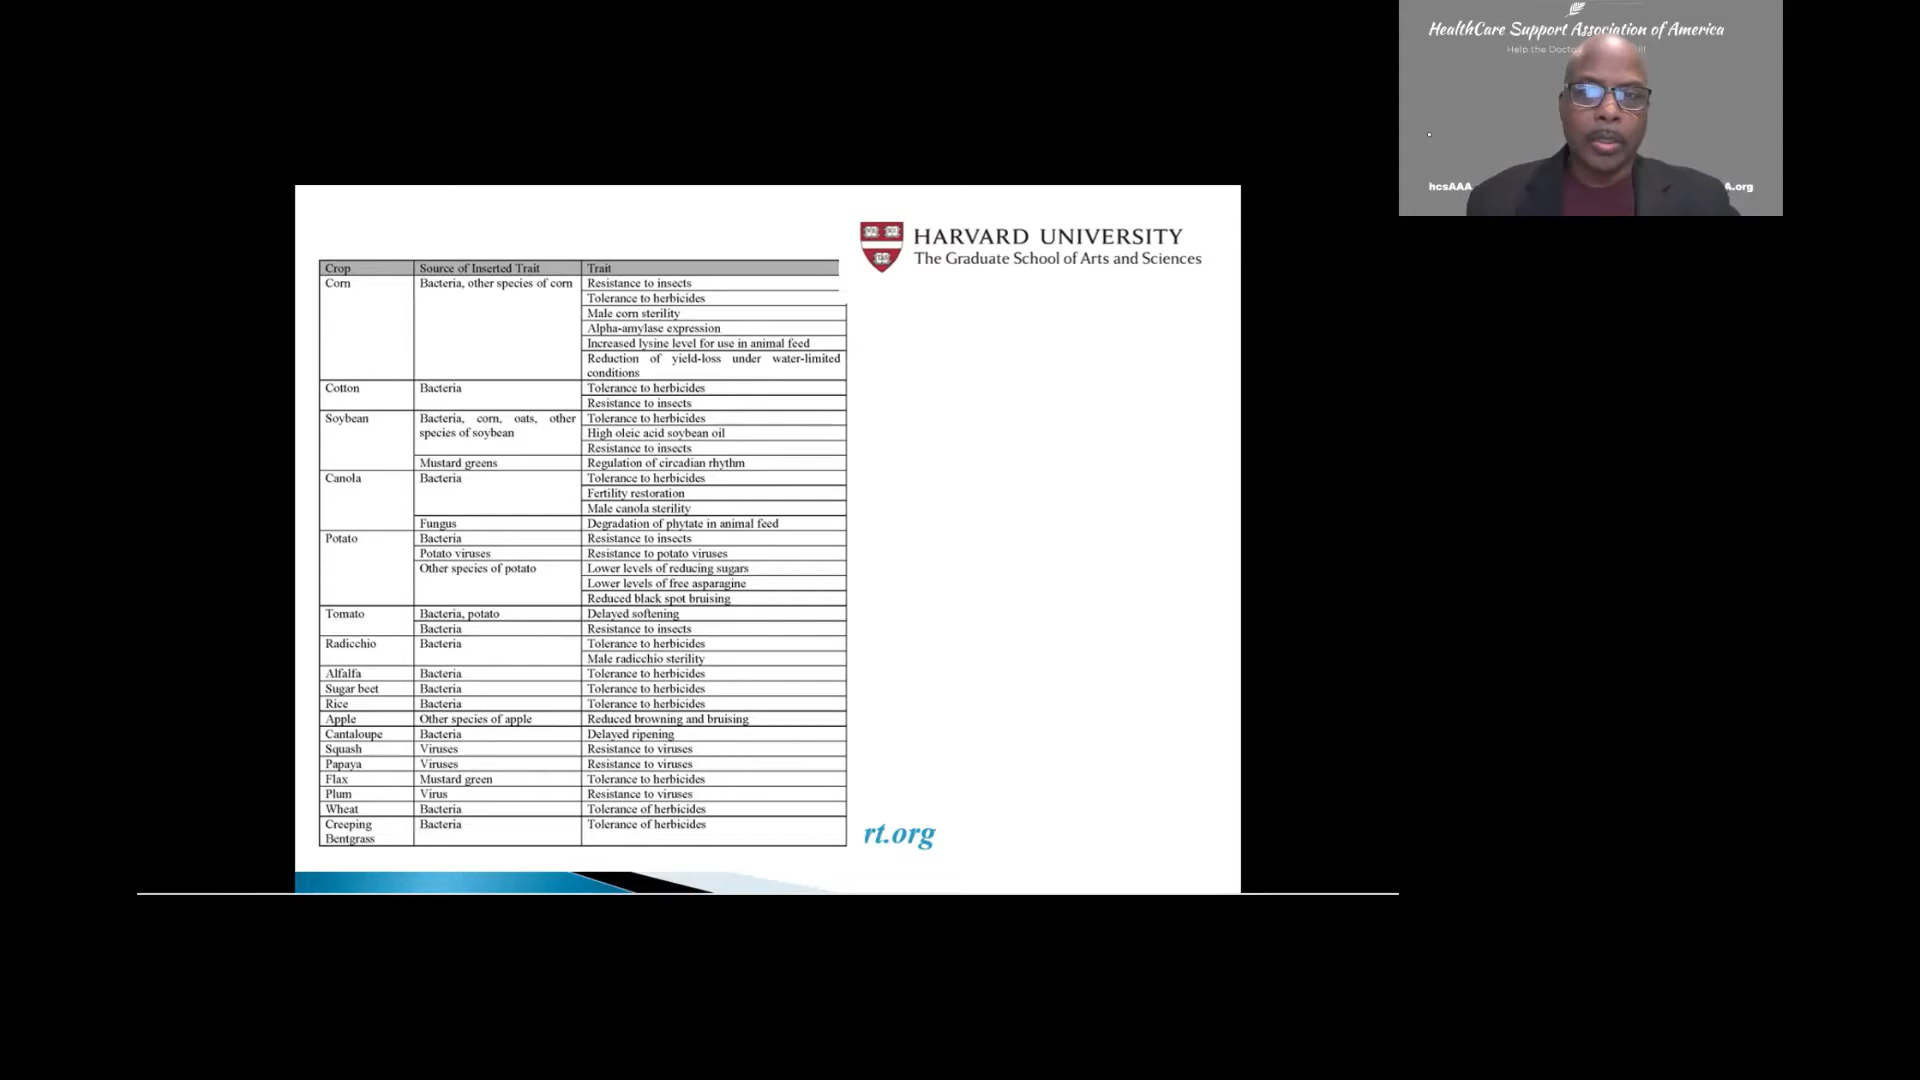 HealthCare Support Association of America
Help the Docto
hcsAAA
A.org
HARVARD UNIVERSITY
The Graduate School of Arts and Sciences
Crop Source of Inserted Trait Trait
Corn Bacteria, other species of corn Resistance to insects
Tolerance to herbicides
Male corn sterility
Alpha-amylase expression
Increased lysine level for use in animal feed
Reduction of yield-loss under water-limited
conditions
Cotton Bacteria Tolerance to herbicides
Resistance to insects
Soybean Bacteria, corn, oats, other Tolerance to herbicides
species of soybean High oleic acid soybean oil
Resistance to insects
Mustard greens Regulation of circadian rhythm
Canola Bacteria Tolerance to herbicides
Fertility restoration
Male canola sterility
Fungus Degradation of phytate in animal feed
Potato Bacteria Resistance to insects
Potato viruses Resistance to potato viruses
Other species of potato Lower levels of reducing sugars
Lower levels of free asparagine
Reduced black spot bruising
Tomato Bacteria, potato Delayed softening
Bacteria Resistance to insects
Radicchio Bacteria Tolerance to herbicides
Male radicchio sterility
Alfalfa Bacteria Tolerance to herbicides
Sugar beet Bacteria Tolerance to herbicides
Rice Bacteria Tolerance to herbicides
Apple Other species of apple Reduced browning and bruising
Cantaloupe Bacteria Delayed ripening
Squash Viruses Resistance to viruses
Papaya Viruses Resistance to viruses
Flax Mustard green Tolerance to herbicides
Plum Virus Resistance to viruses
Wheat Bacteria Tolerance of herbicides
Creeping Bacteria Tolerance of herbicides
Bentgrass
rt.org